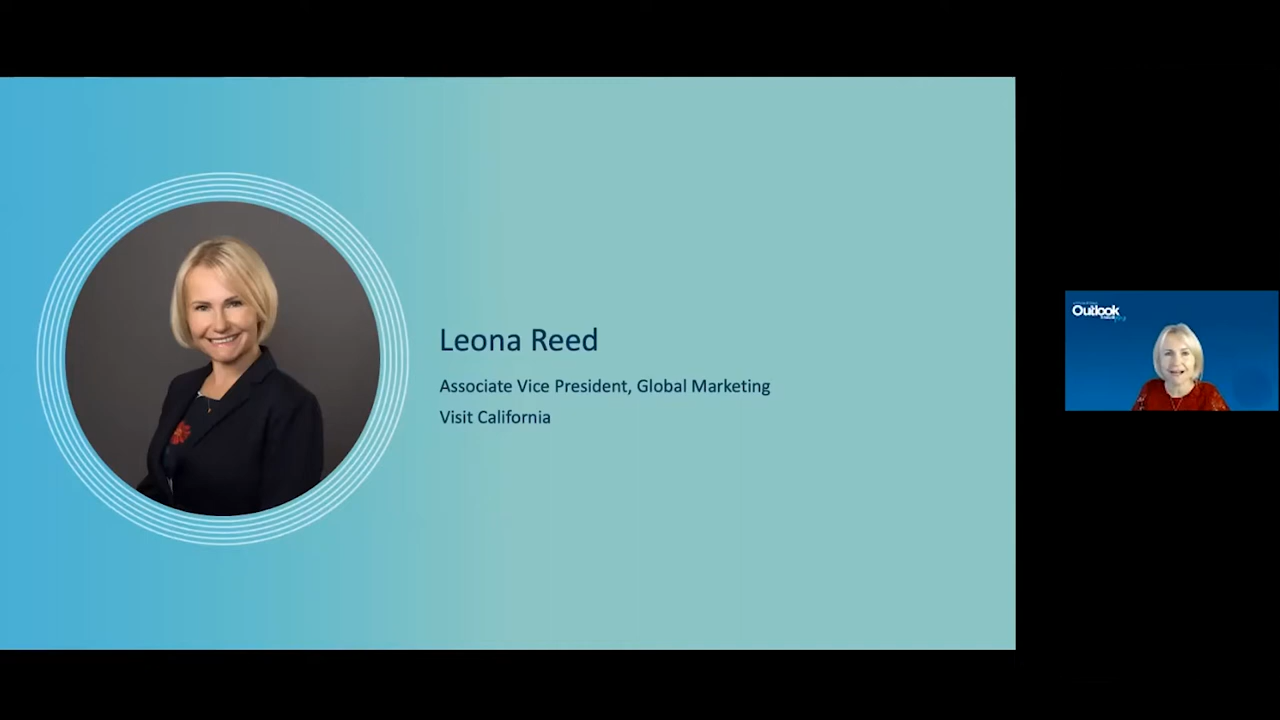 Leona Reed
Associate Vice President, Global Marketing
Visit California
Outlook